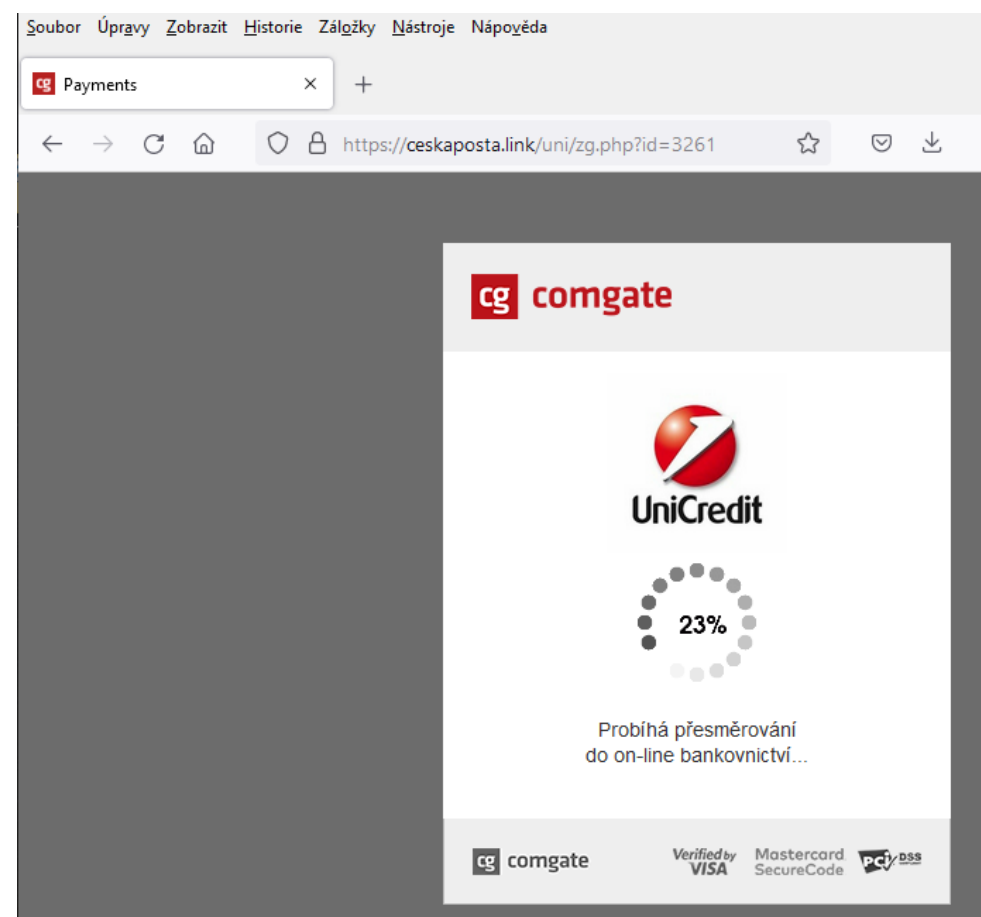 Soubor Úpravy Zobrazit Historie Záložky Nástroje Nápověda
cg Payments
https://ceskaposta.link/uni/zg.php?id=3261
cg comgate
UniCredit
23%
Probíhá přesměrování
do on-line bankovnictví...
cg comgate
Verified by
VISA
Mastercard
SecureCode
PCI DSS